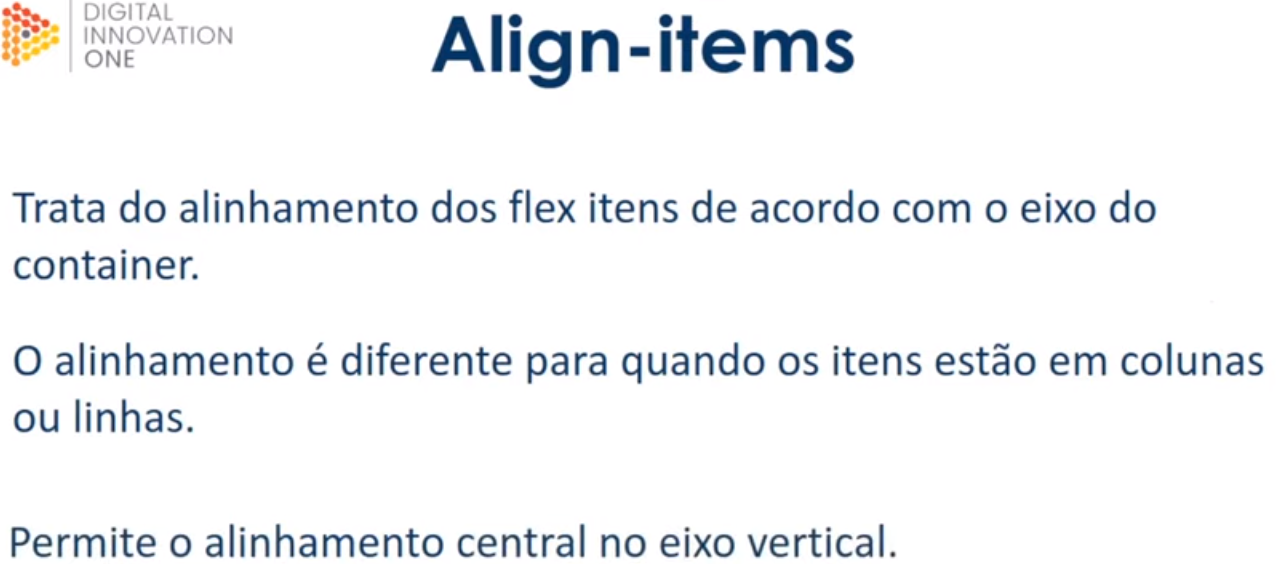 DIGITAL
INNOVATION
ONE
Align-items
Trata do alinhamento dos flex itens de acordo com o eixo do
container.
O alinhamento é diferente para quando os itens estão em colunas
ou linhas.
Permite o alinhamento central no eixo vertical.